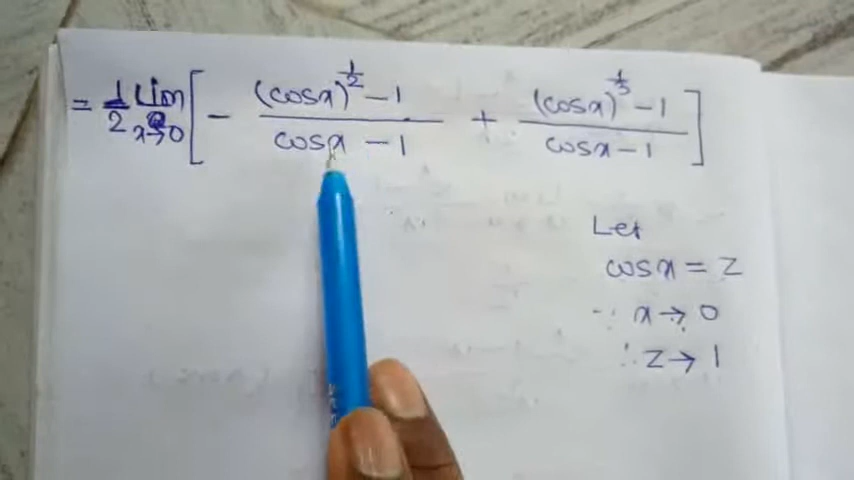 = 1/2 Lim x→0 [ - ((cosx)^(1/2) - 1)/(cosx - 1) + ((cosx)^(1/3) - 1)/(cosx - 1) ]
Let
cosx = z
∵ x → 0
∴ z → 1